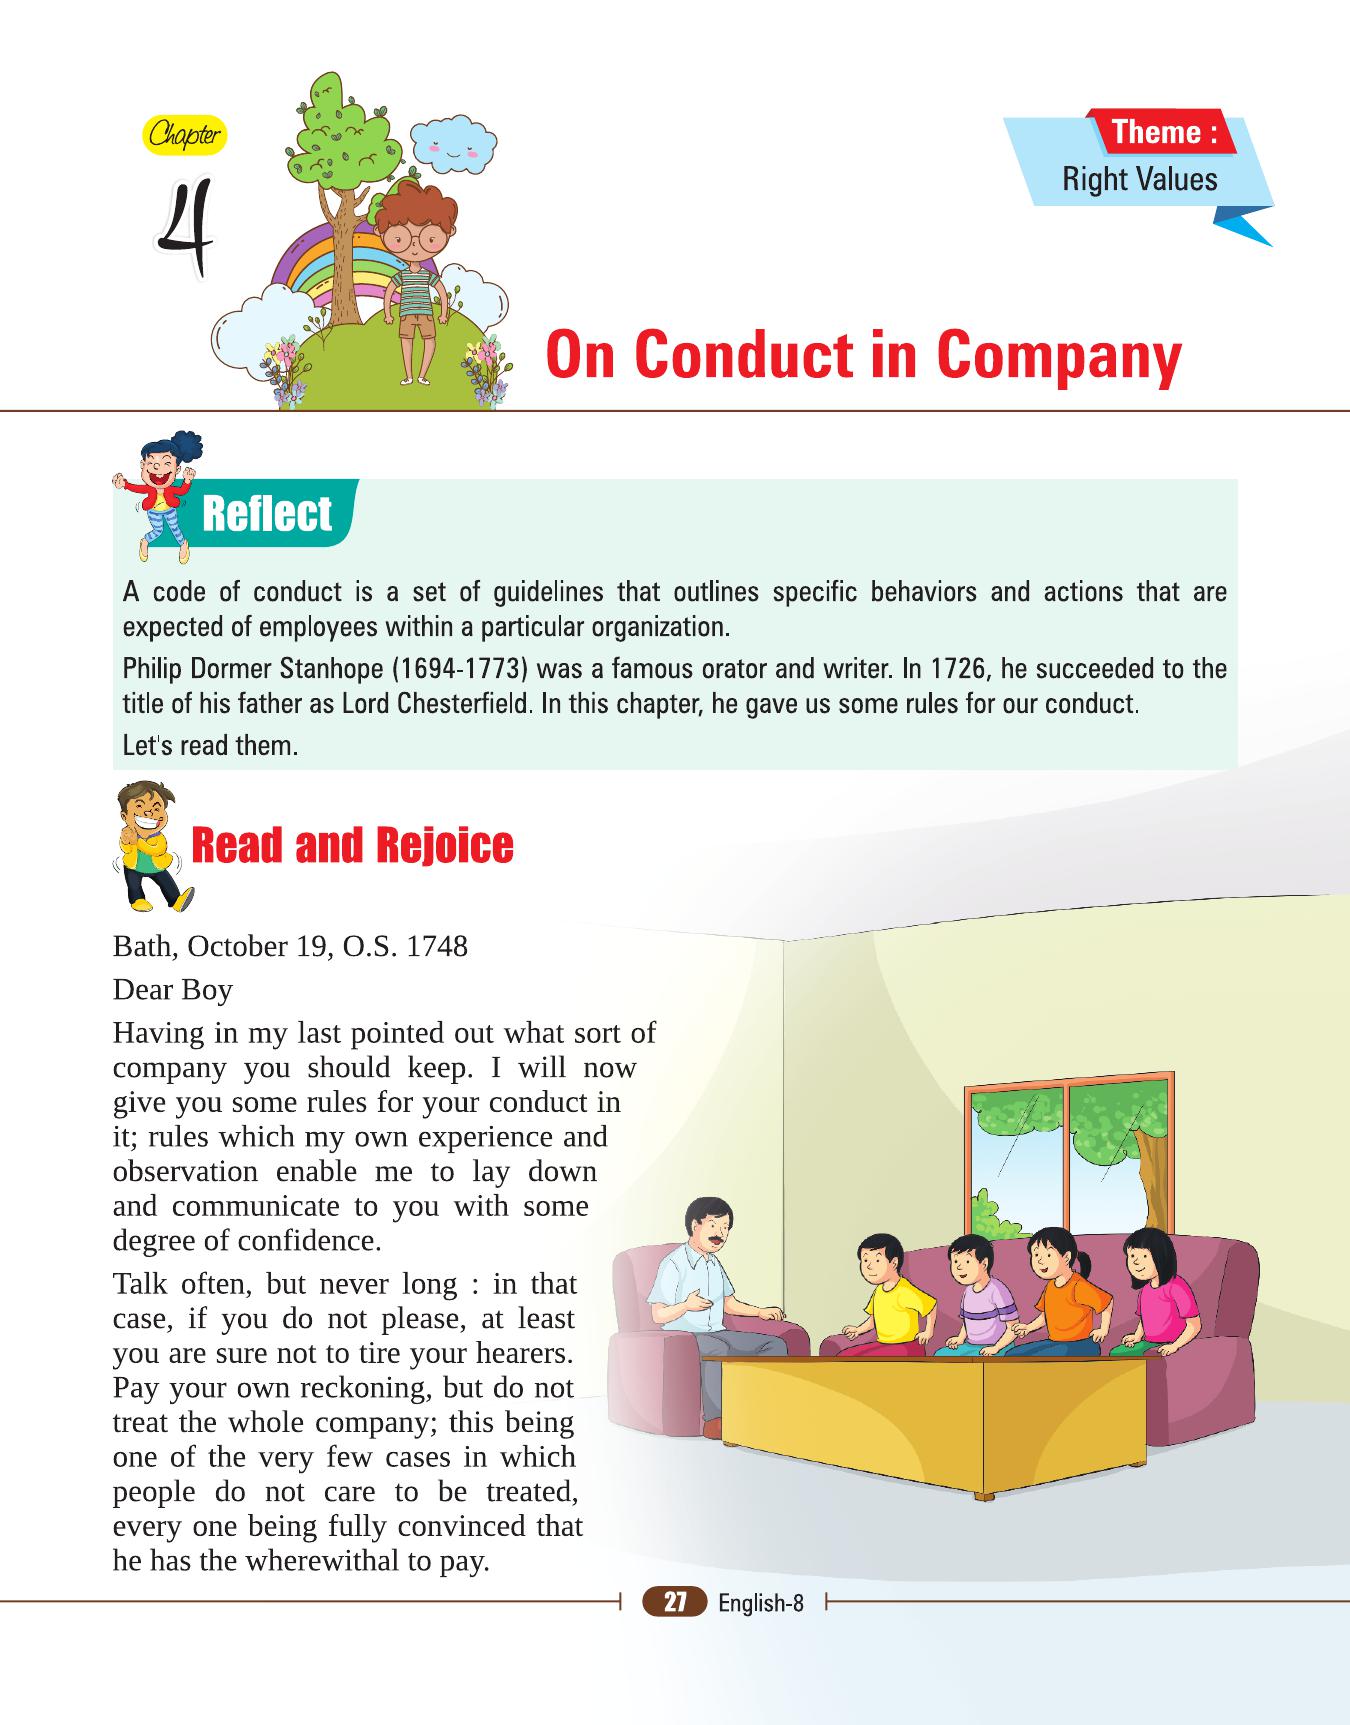 Chapter
4
Theme :
Right Values
On Conduct in Company
Reflect
A code of conduct is a set of guidelines that outlines specific behaviors and actions that are
expected of employees within a particular organization.
Philip Dormer Stanhope (1694-1773) was a famous orator and writer. In 1726, he succeeded to the
title of his father as Lord Chesterfield. In this chapter, he gave us some rules for our conduct.
Let's read them.
Read and Rejoice
Bath, October 19, O.S. 1748
Dear Boy
Having in my last pointed out what sort of
company you should keep. I will now
give you some rules for your conduct in
it; rules which my own experience and
observation enable me to lay down
and communicate to you with some
degree of confidence.
Talk often, but never long : in that
case, if you do not please, at least
you are sure not to tire your hearers.
Pay your own reckoning, but do not
treat the whole company; this being
one of the very few cases in which
people do not care to be treated,
every one being fully convinced that
he has the wherewithal to pay.
27 English-8